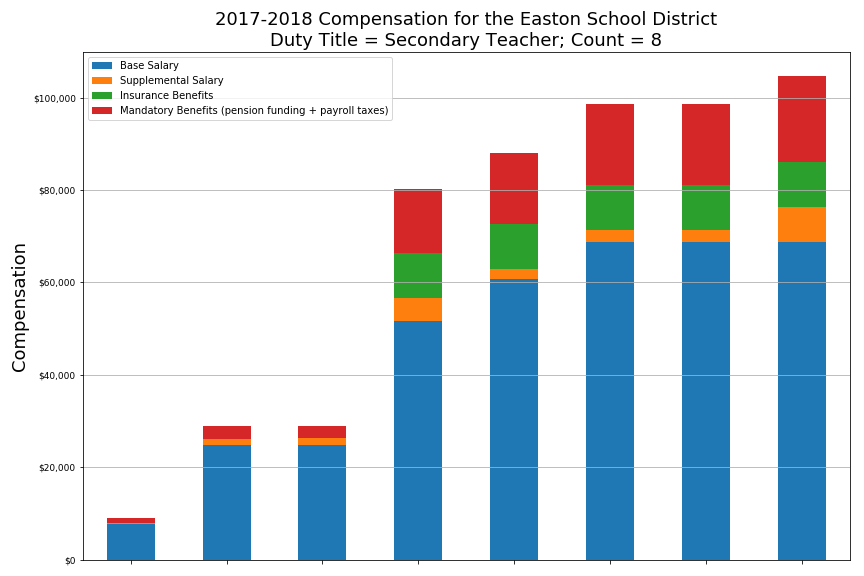 2017-2018 Compensation for the Easton School District
Duty Title = Secondary Teacher; Count = 8
Base Salary
Supplemental Salary
Insurance Benefits
Mandatory Benefits (pension funding + payroll taxes)
Compensation
$100,000
$80,000
$60,000
$40,000
$20,000
$0